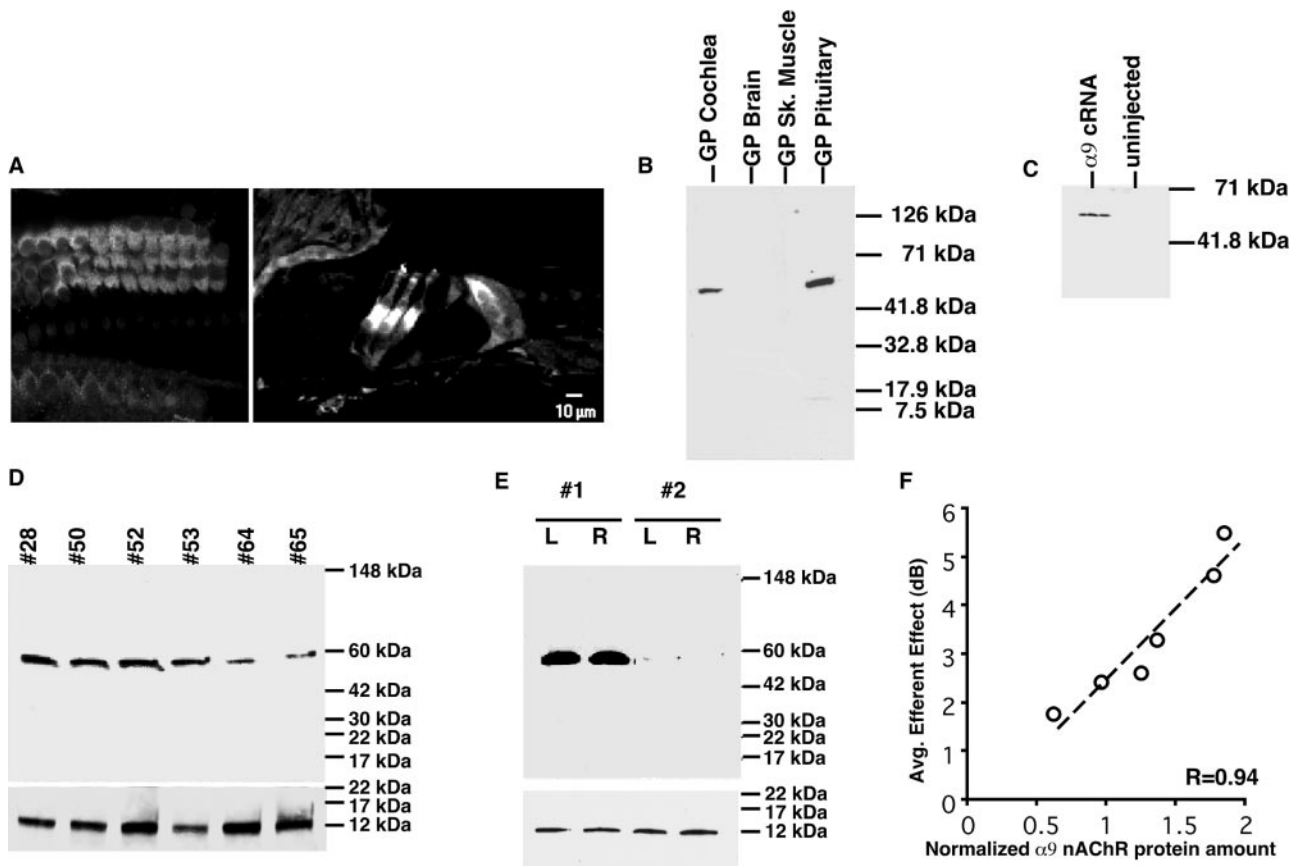 A
10 µm
B
GP Cochlea
GP Brain
GP Sk. Muscle
GP Pituitary
126 kDa
71 kDa
41.8 kDa
32.8 kDa
17.9 kDa
7.5 kDa
C
α9 cRNA
uninjected
71 kDa
41.8 kDa
D
#28
#50
#52
#53
#64
#65
148 kDa
60 kDa
42 kDa
30 kDa
22 kDa
17 kDa
22 kDa
17 kDa
12 kDa
E
#1 #2
L R L R
148 kDa
60 kDa
42 kDa
30 kDa
22 kDa
17 kDa
22 kDa
17 kDa
12 kDa
F
Avg. Efferent Effect (dB)
6
5
4
3
2
1
0
R=0.94
0 0.5 1 1.5 2
Normalized α9 nAChR protein amount